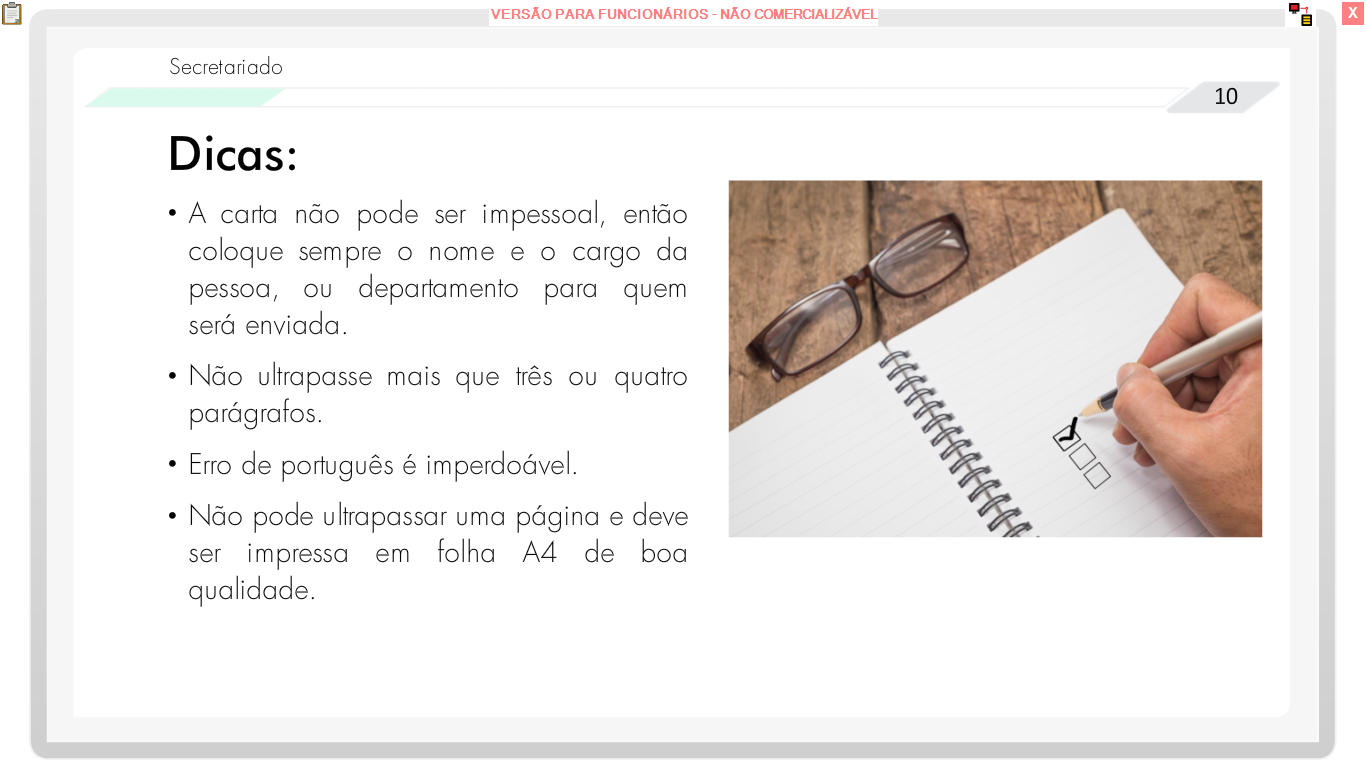 VERSÃO PARA FUNCIONÁRIOS - NÃO COMERCIALIZÁVEL
X
Secretariado
10
Dicas:
• A carta não pode ser impessoal, então
coloque sempre o nome e o cargo da
pessoa, ou departamento para quem
será enviada.
• Não ultrapasse mais que três ou quatro
parágrafos.
• Erro de português é imperdoável.
• Não pode ultrapassar uma página e deve
ser impressa em folha A4 de boa
qualidade.